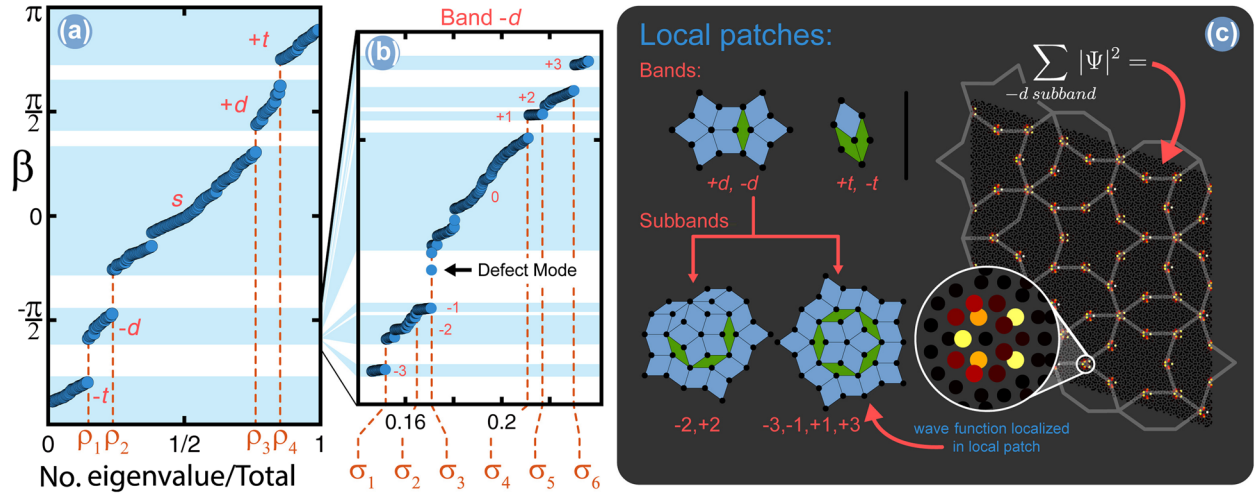 (a)
π
π/2
β
0
-π/2
+t
+d
s
-d
-t
0
ρ₁
ρ₂
1/2
ρ₃
ρ₄
1
No. eigenvalue/Total
Band -d
(b)
+3
+2
+1
0
Defect Mode
-1
-2
-3
0.16
0.2
σ₁
σ₂
σ₃
σ₄
σ₅
σ₆
(c)
Local patches:
Bands:
+d, -d
+t, -t
Subbands
-2,+2
-3,-1,+1,+3
wave function localized
in local patch
∑ |Ψ|² =
-d subband